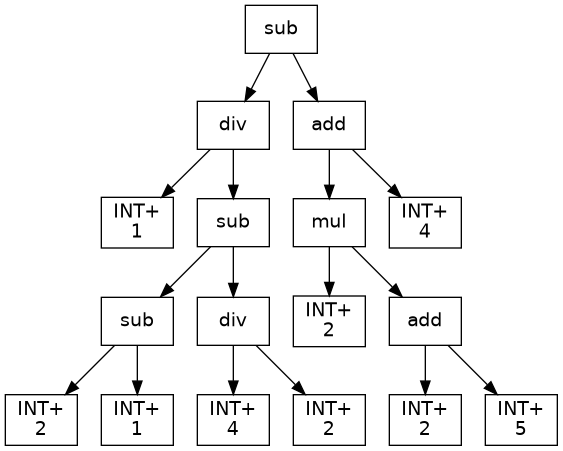 sub
div
add
INT+
1
sub
mul
INT+
4
sub
div
INT+
2
add
INT+
2
INT+
1
INT+
4
INT+
2
INT+
2
INT+
5